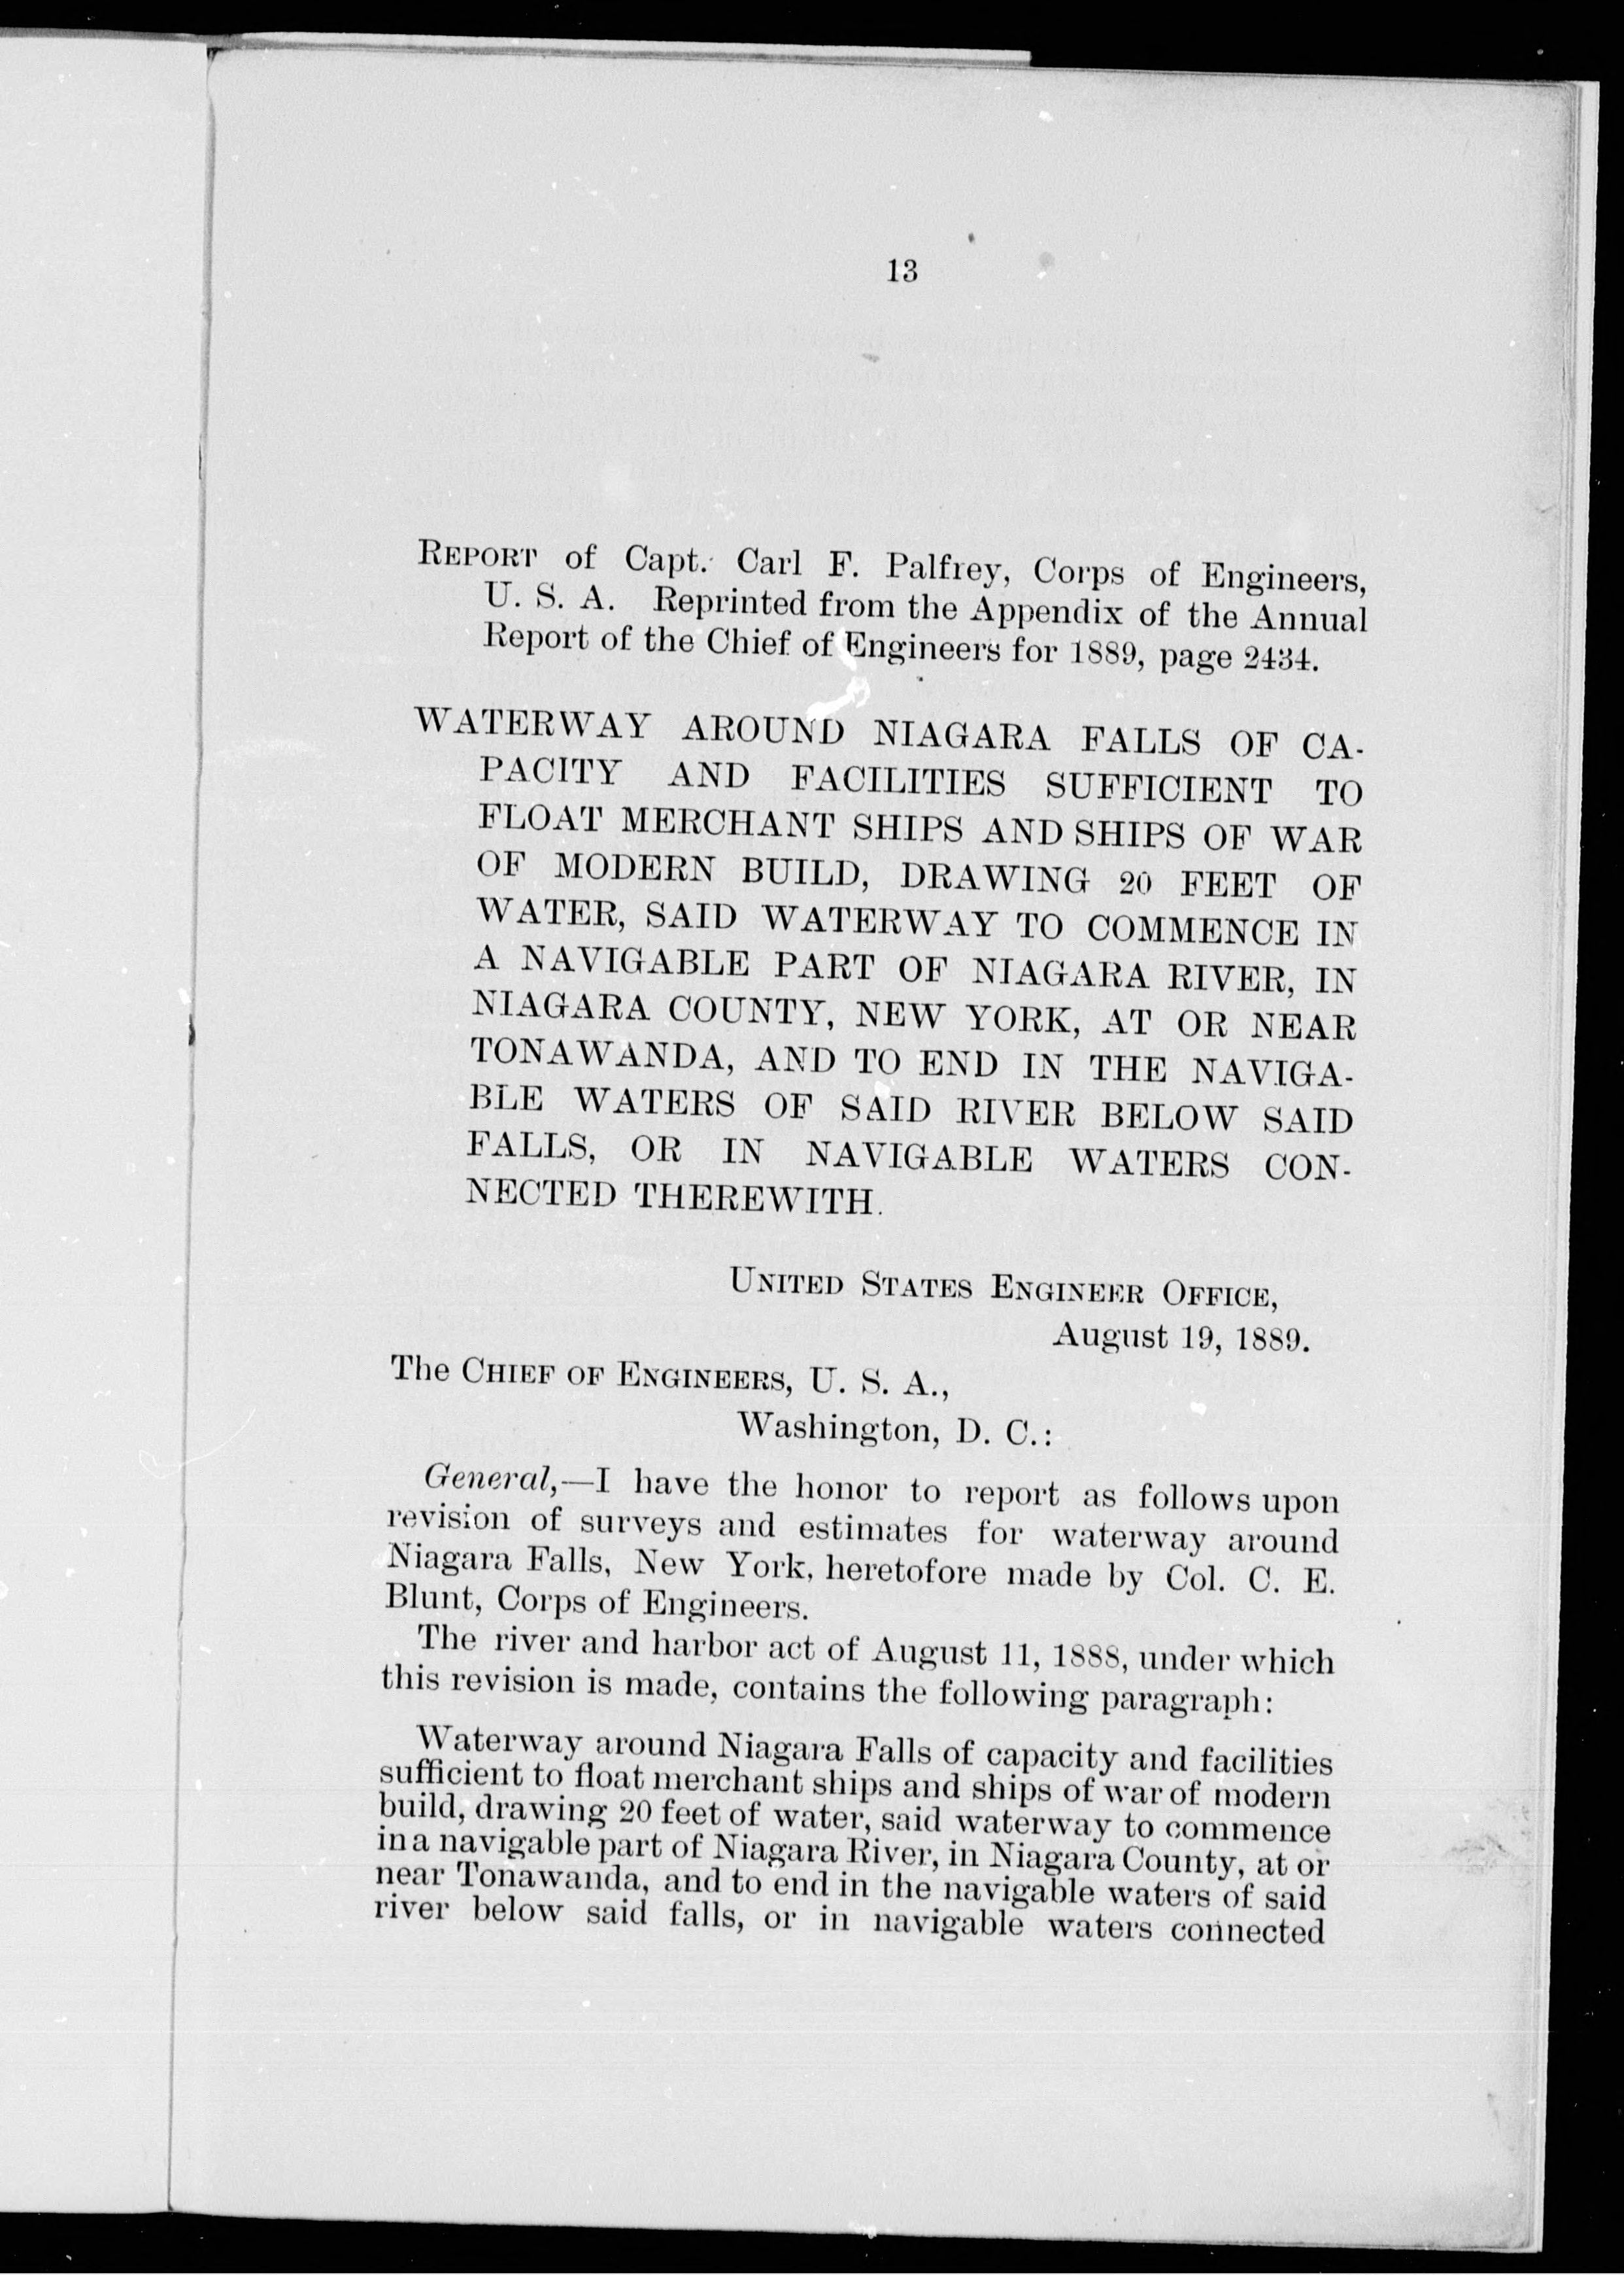 13
REPORT of Capt. Carl F. Palfrey, Corps of Engineers,
U. S. A. Reprinted from the Appendix of the Annual
Report of the Chief of Engineers for 1889, page 2434.
WATERWAY AROUND NIAGARA FALLS OF CA-
PACITY AND FACILITIES SUFFICIENT TO
FLOAT MERCHANT SHIPS AND SHIPS OF WAR
OF MODERN BUILD, DRAWING 20 FEET OF
WATER, SAID WATERWAY TO COMMENCE IN
A NAVIGABLE PART OF NIAGARA RIVER, IN
NIAGARA COUNTY, NEW YORK, AT OR NEAR
TONAWANDA, AND TO END IN THE NAVIGA-
BLE WATERS OF SAID RIVER BELOW SAID
FALLS, OR IN NAVIGABLE WATERS CON-
NECTED THEREWITH.
UNITED STATES ENGINEER OFFICE,
August 19, 1889.
The CHIEF OF ENGINEERS, U. S. A.,
Washington, D. C.:
General,—I have the honor to report as follows upon
revision of surveys and estimates for waterway around
Niagara Falls, New York, heretofore made by Col. C. E.
Blunt, Corps of Engineers.
The river and harbor act of August 11, 1888, under which
this revision is made, contains the following paragraph:
Waterway around Niagara Falls of capacity and facilities
sufficient to float merchant ships and ships of war of modern
build, drawing 20 feet of water, said waterway to commence
in a navigable part of Niagara River, in Niagara County, at or
near Tonawanda, and to end in the navigable waters of said
river below said falls, or in navigable waters connected